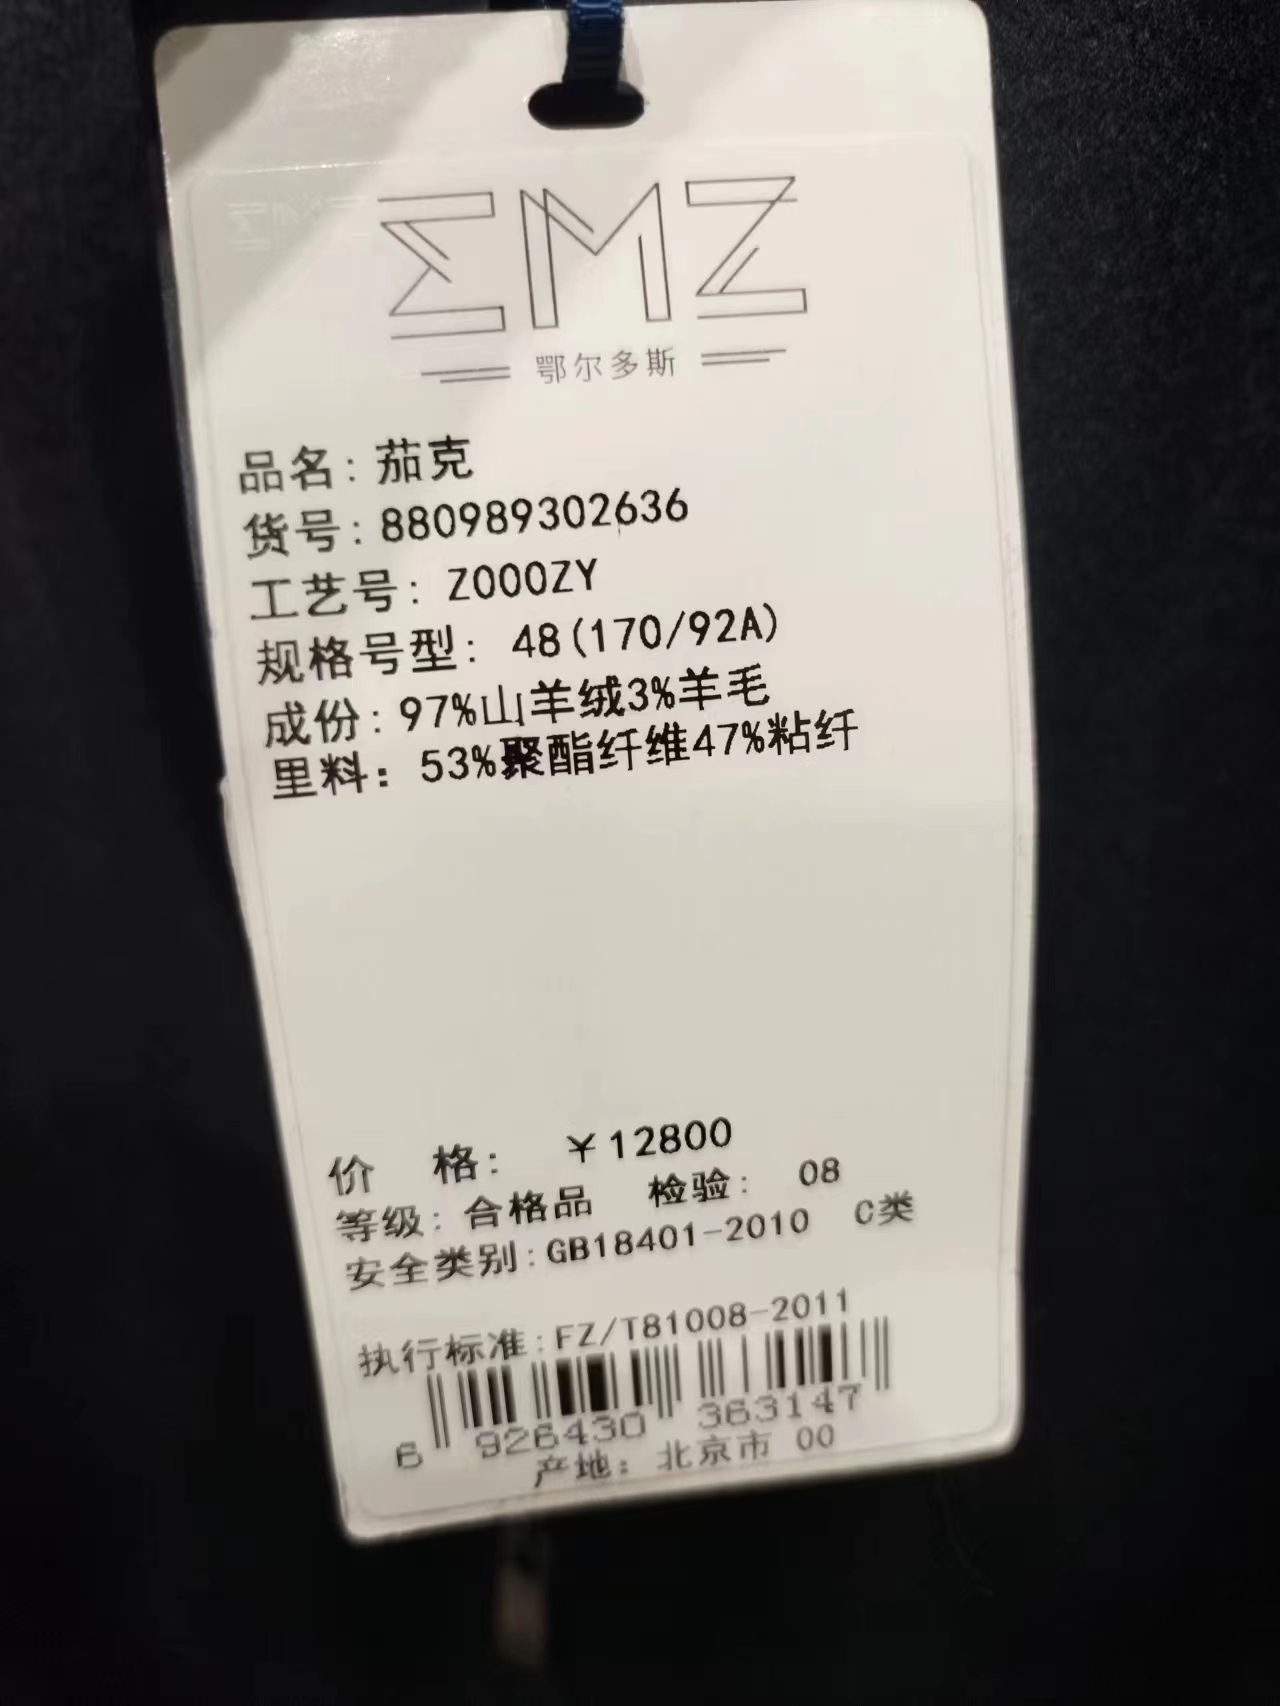 EMZ
鄂尔多斯
品名：茄克
货号：880989302636
工艺号：Z000ZY
规格号型：48(170/92A)
成份：97%山羊绒3%羊毛
里料：53%聚酯纤维47%粘纤
价 格：￥12800
等级：合格品 检验：08
安全类别：GB18401-2010 C类
执行标准：FZ/T81008-2011
6 926430 363147
产地：北京市 00